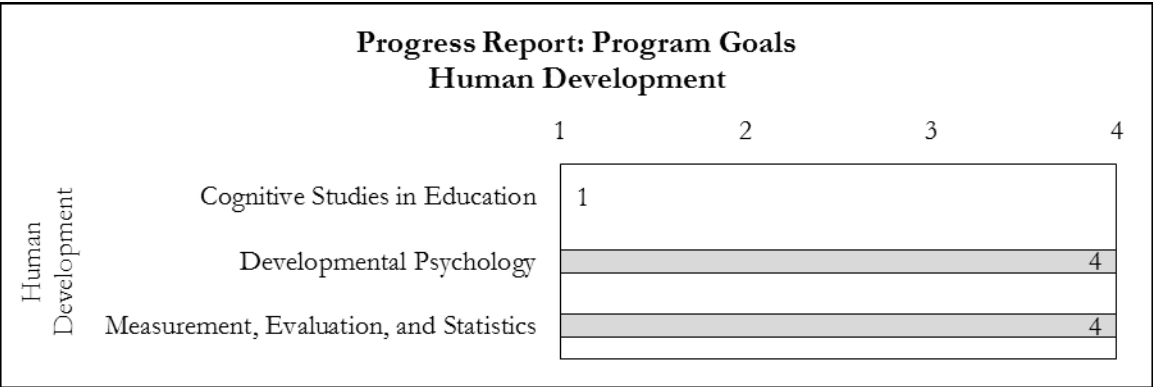 Progress Report: Program Goals
Human Development
1 2 3 4
Human
Development
Cognitive Studies in Education 1
Developmental Psychology 4
Measurement, Evaluation, and Statistics 4